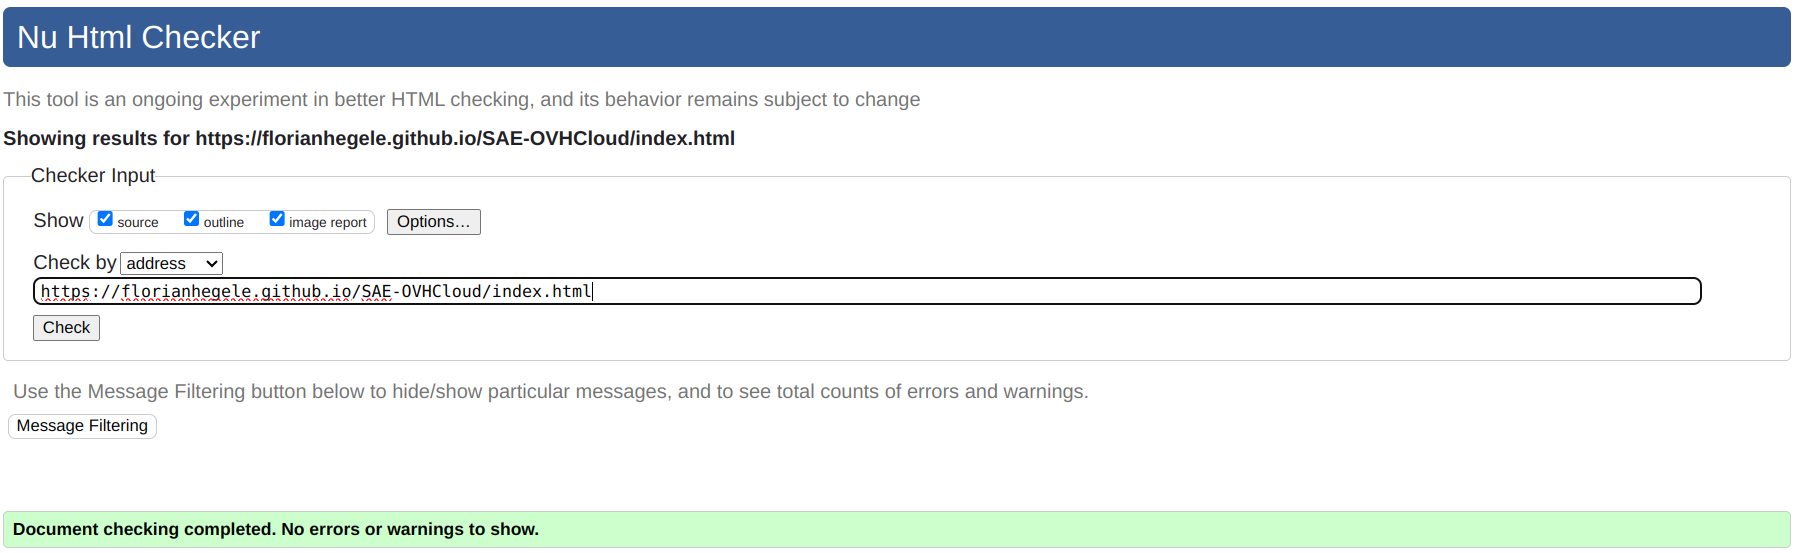 Nu Html Checker
This tool is an ongoing experiment in better HTML checking, and its behavior remains subject to change
Showing results for https://florianhegele.github.io/SAE-OVHCloud/index.html
Checker Input
Show source outline image report Options...
Check by address
https://florianhegele.github.io/SAE-OVHCloud/index.html
Check
Use the Message Filtering button below to hide/show particular messages, and to see total counts of errors and warnings.
Message Filtering
Document checking completed. No errors or warnings to show.